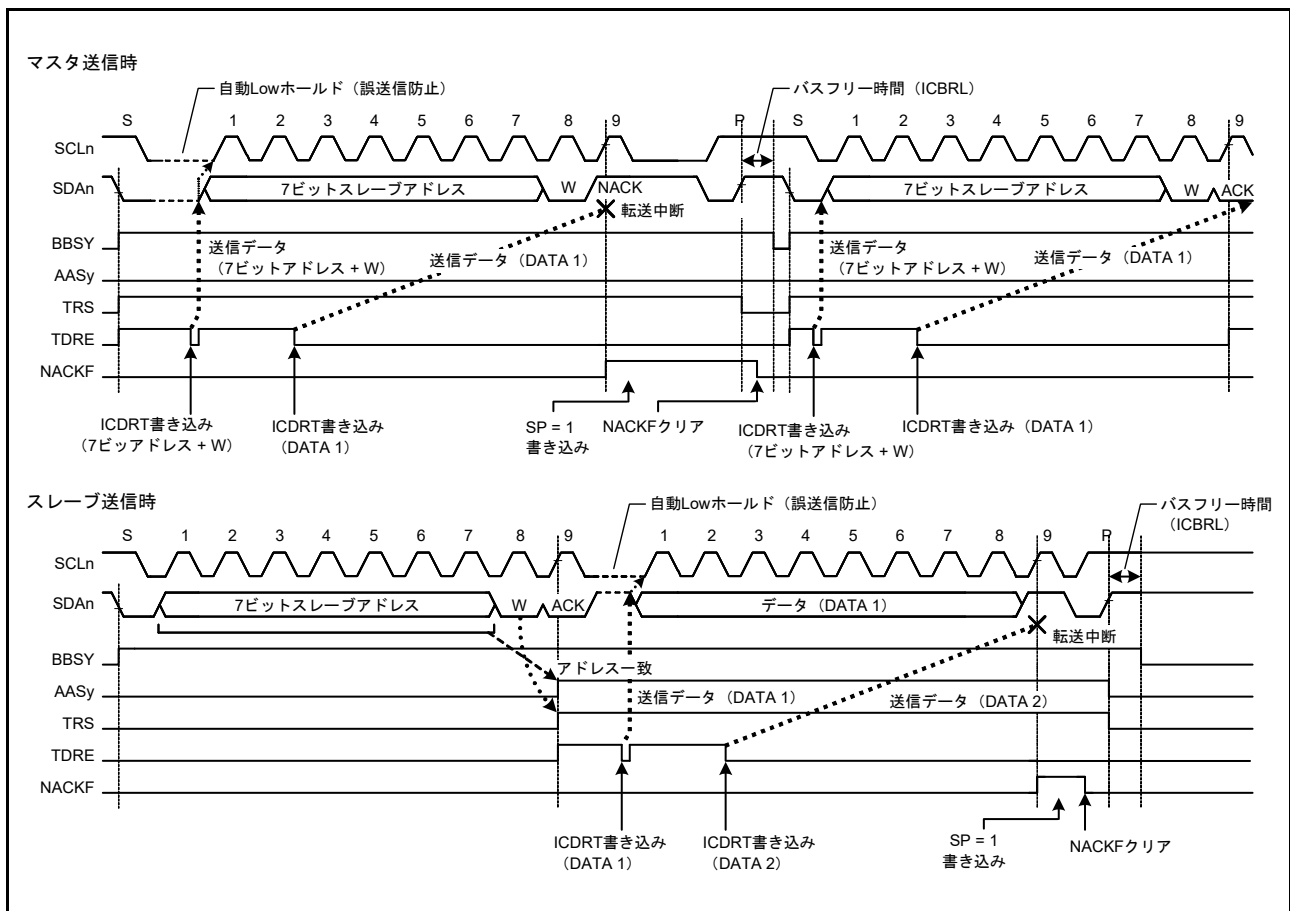 マスタ送信時
自動Lowホールド（誤送信防止）
バスフリー時間（ICBRL）
S 1 2 3 4 5 6 7 8 9 P S 1 2 3 4 5 6 7 8 9
SCLn
SDAn 7ビットスレーブアドレス W NACK 7ビットスレーブアドレス W ACK
転送中断
BBSY
送信データ
（7ビットアドレス + W）
送信データ（DATA 1）
送信データ
（7ビットアドレス + W）
送信データ（DATA 1）
AASy
TRS
TDRE
NACKF
ICDRT書き込み
（7ビッアドレス + W）
ICDRT書き込み
（DATA 1）
SP = 1
書き込み
NACKFクリア
ICDRT書き込み
（7ビットアドレス + W）
ICDRT書き込み（DATA 1）
スレーブ送信時
自動Lowホールド（誤送信防止）
バスフリー時間
（ICBRL）
S 1 2 3 4 5 6 7 8 9 1 2 3 4 5 6 7 8 9 P
SCLn
SDAn 7ビットスレーブアドレス W ACK データ（DATA 1）
転送中断
BBSY
アドレス一致
AASy
送信データ（DATA 1） 送信データ（DATA 2）
TRS
TDRE
NACKF
ICDRT書き込み
（DATA 1）
ICDRT書き込み
（DATA 2）
SP = 1
書き込み
NACKFクリア